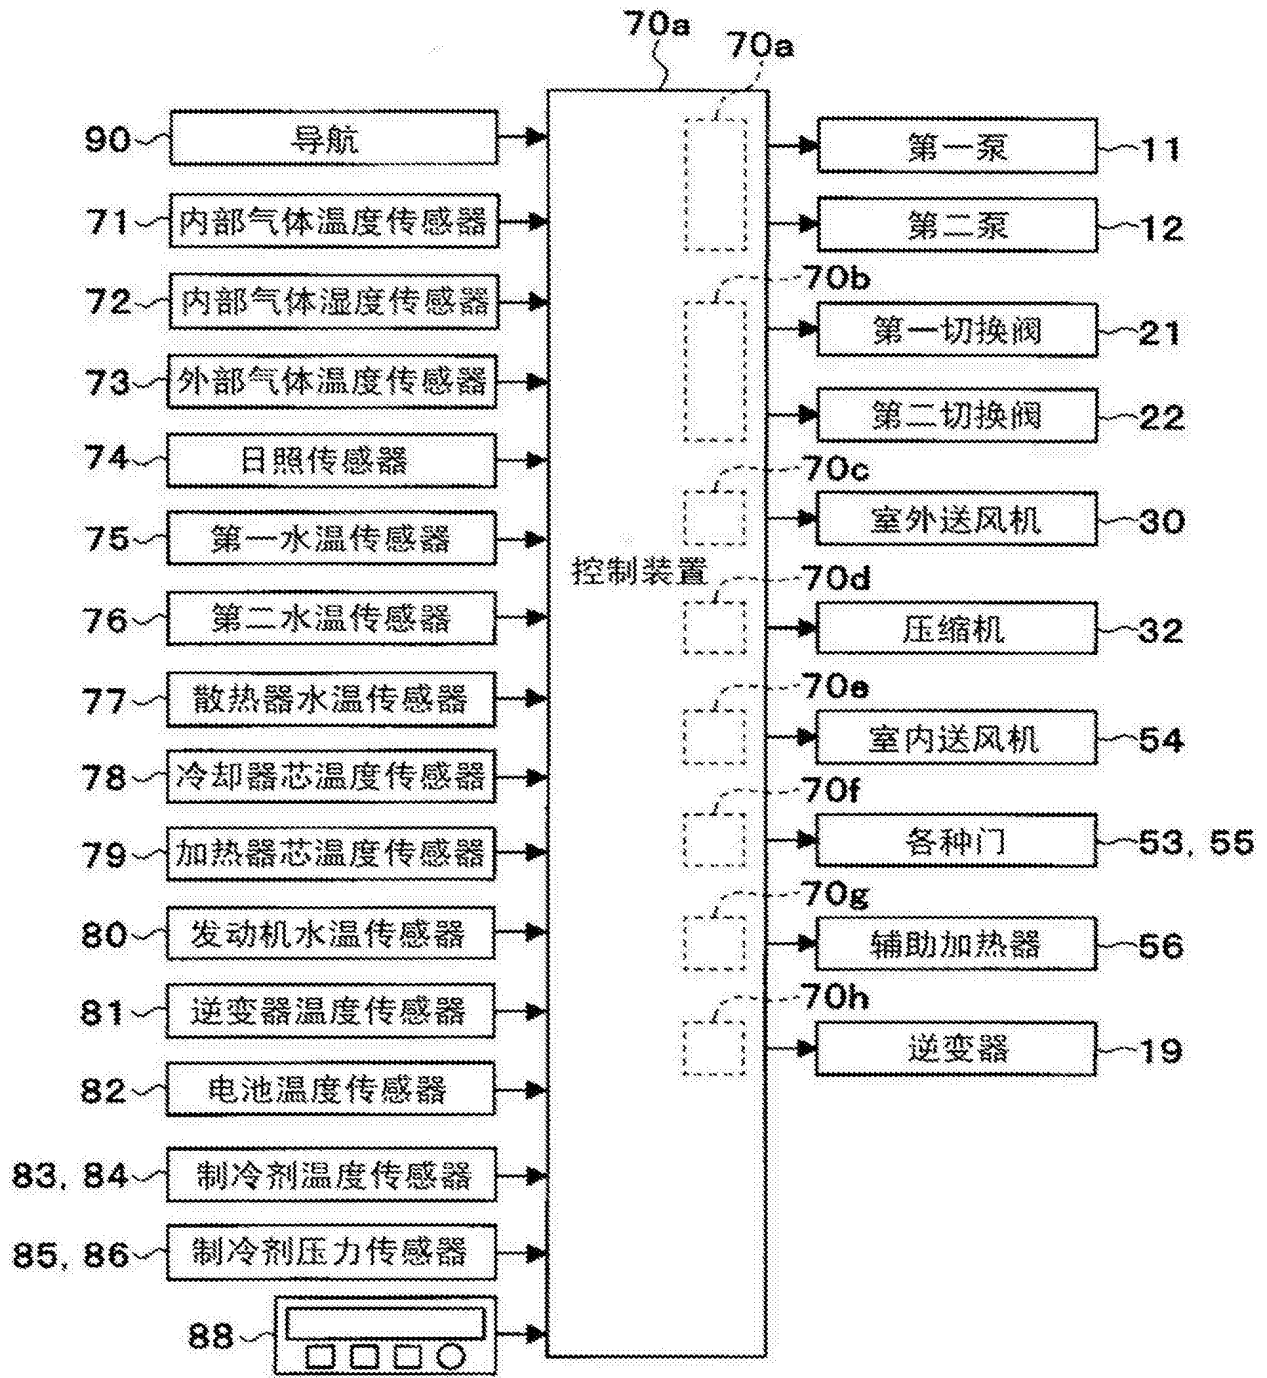 70a
70a
90 导航
71 内部气体温度传感器
72 内部气体湿度传感器
73 外部气体温度传感器
74 日照传感器
75 第一水温传感器
76 第二水温传感器
77 散热器水温传感器
78 冷却器芯温度传感器
79 加热器芯温度传感器
80 发动机水温传感器
81 逆变器温度传感器
82 电池温度传感器
83, 84 制冷剂温度传感器
85, 86 制冷剂压力传感器
88
控制装置
第一泵 11
第二泵 12
70b
第一切换阀 21
第二切换阀 22
70c
室外送风机 30
70d
压缩机 32
70e
室内送风机 54
70f
各种门 53, 55
70g
辅助加热器 56
70h
逆变器 19